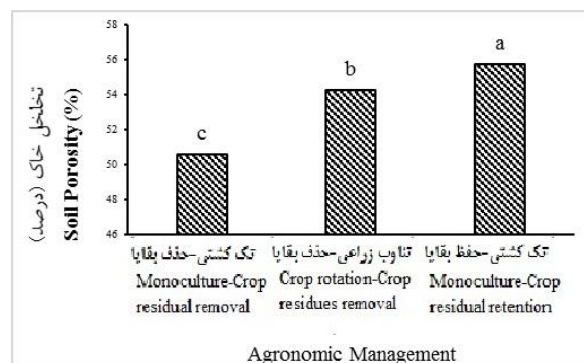 58
56
54
52
50
48
46
تخلخل خاک (درصد)
Soil Porosity (%)
c
b
a
تک کشتی-حذف بقایا
Monoculture-Crop
residual removal
تناوب زراعی-حذف بقایا
Crop rotation-Crop
residues removal
تک کشتی-حفظ بقایا
Monoculture-Crop
residual retention
Agronomic Management